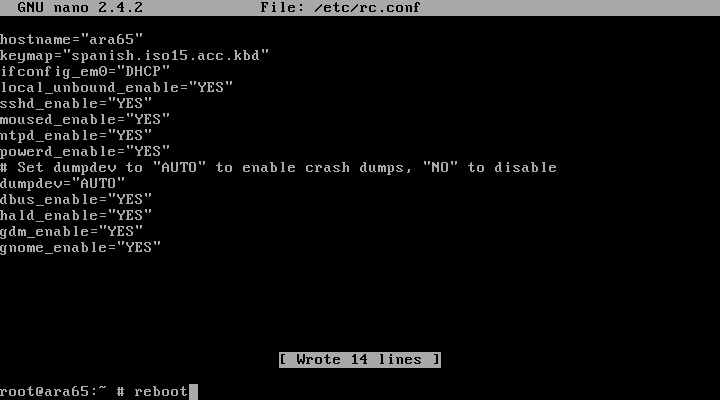 GNU nano 2.4.2 File: /etc/rc.conf
hostname="ara65"
keymap="spanish.iso15.acc.kbd"
ifconfig_em0="DHCP"
local_unbound_enable="YES"
sshd_enable="YES"
moused_enable="YES"
ntpd_enable="YES"
powerd_enable="YES"
# Set dumpdev to "AUTO" to enable crash dumps, "NO" to disable
dumpdev="AUTO"
dbus_enable="YES"
hald_enable="YES"
gdm_enable="YES"
gnome_enable="YES"
[ Wrote 14 lines ]
root@ara65:~ # reboot